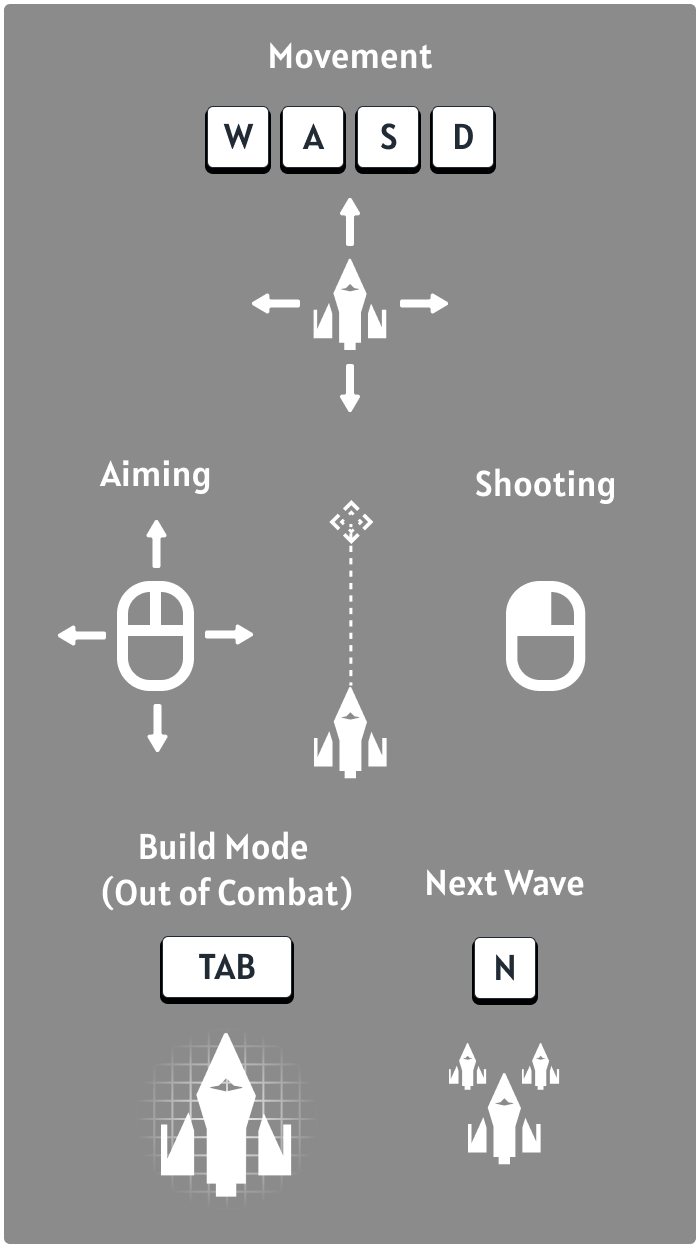 Movement
W A S D
Aiming
Shooting
Build Mode
(Out of Combat)
Next Wave
TAB
N